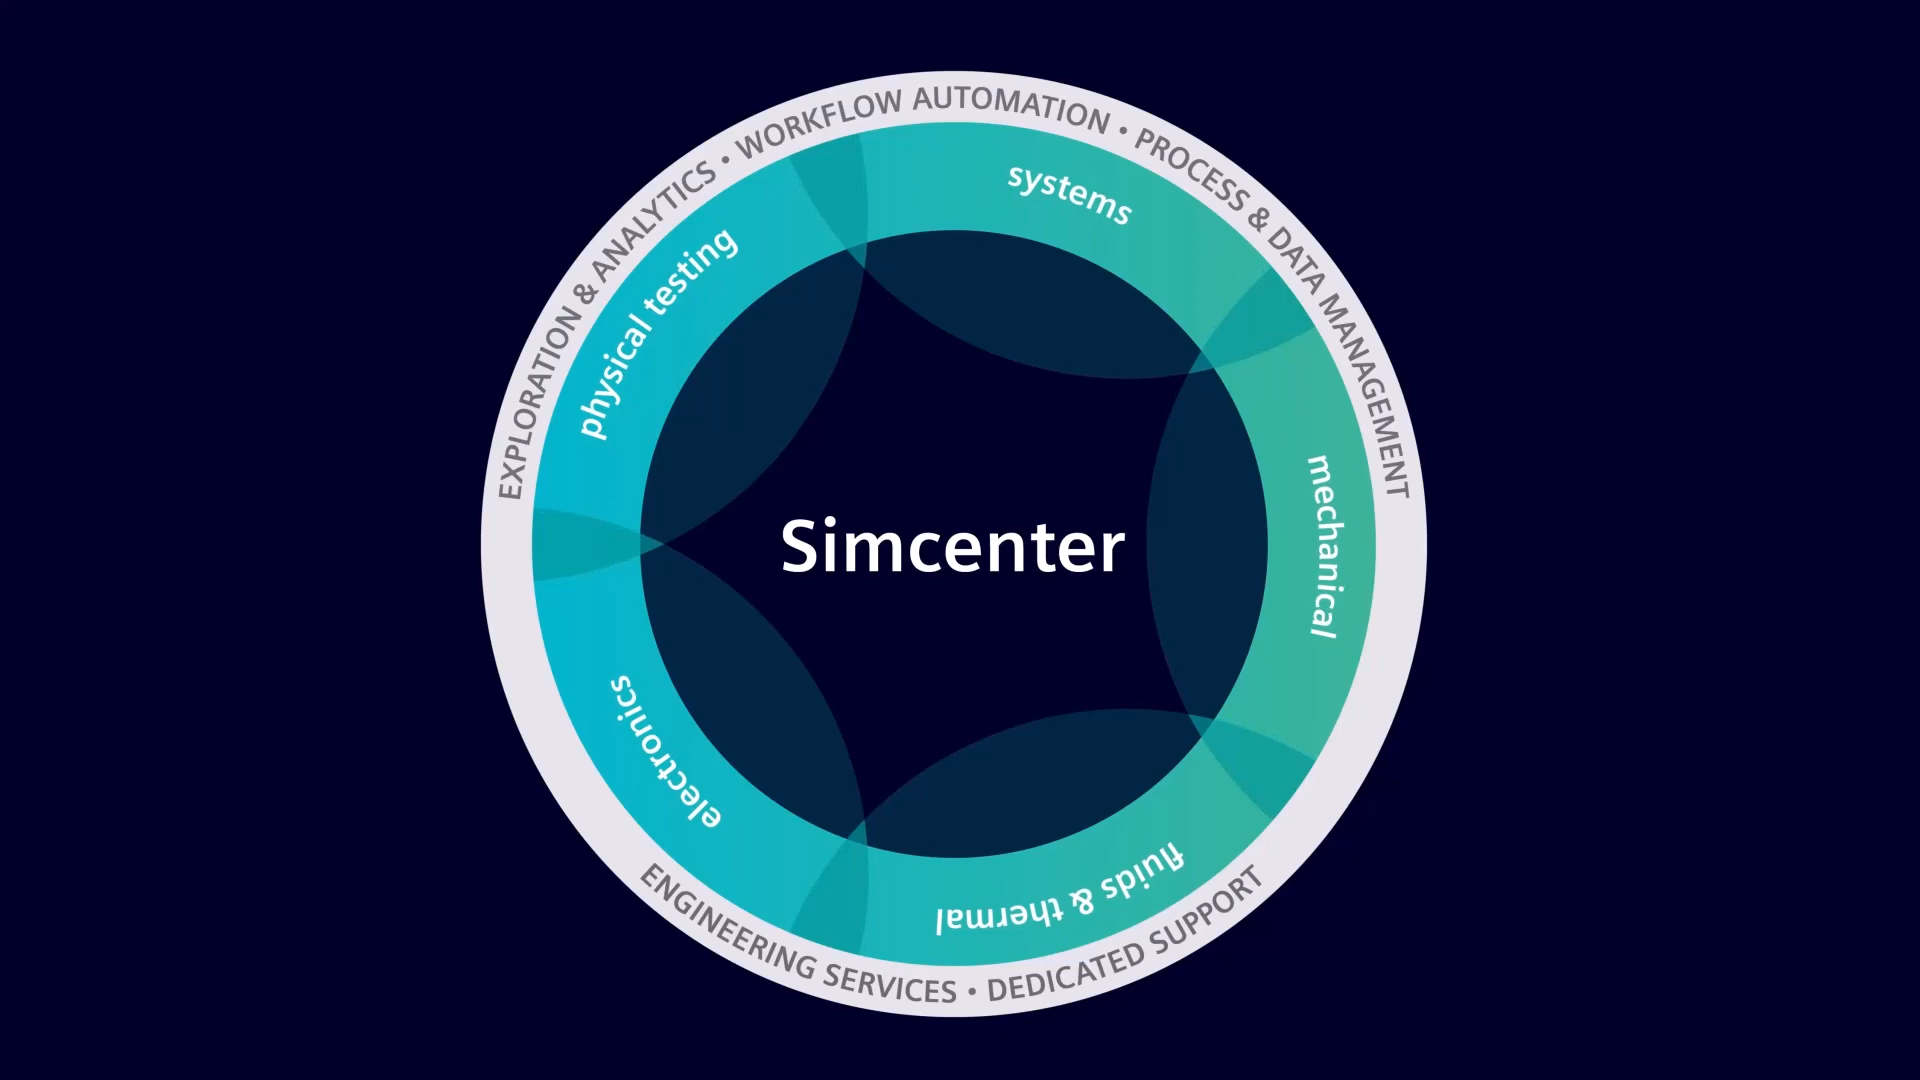 EXPLORATION & ANALYTICS • WORKFLOW AUTOMATION • PROCESS & DATA MANAGEMENT
systems
mechanical
fluids & thermal
electronics
physical testing
Simcenter
ENGINEERING SERVICES • DEDICATED SUPPORT